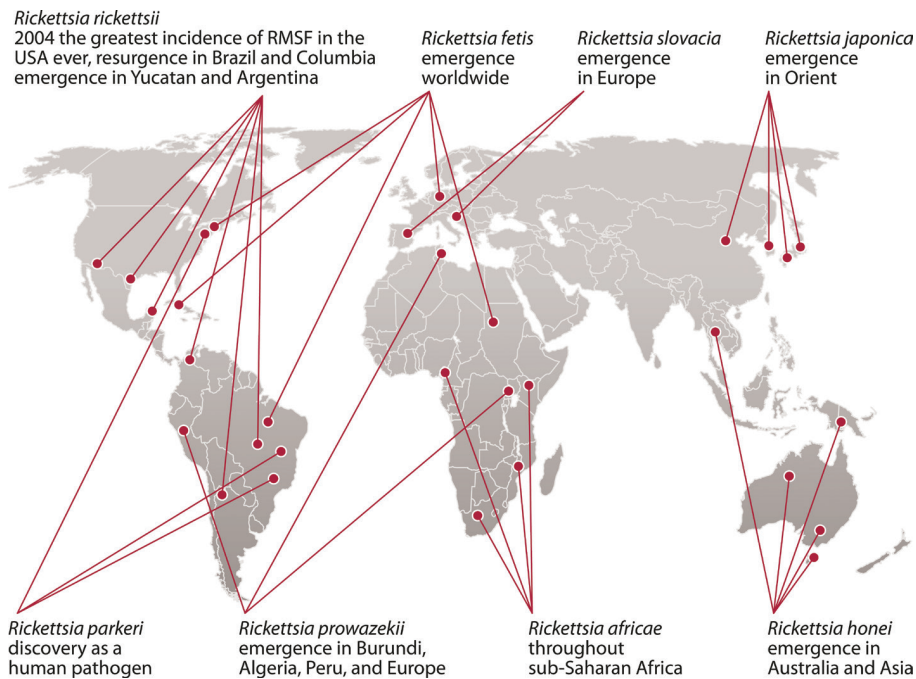 Rickettsia rickettsii
2004 the greatest incidence of RMSF in the
USA ever, resurgence in Brazil and Columbia
emergence in Yucatan and Argentina
Rickettsia fetis
emergence
worldwide
Rickettsia slovacia
emergence
in Europe
Rickettsia japonica
emergence
in Orient
Rickettsia parkeri
discovery as a
human pathogen
Rickettsia prowazekii
emergence in Burundi,
Algeria, Peru, and Europe
Rickettsia africae
throughout
sub-Saharan Africa
Rickettsia honei
emergence in
Australia and Asia